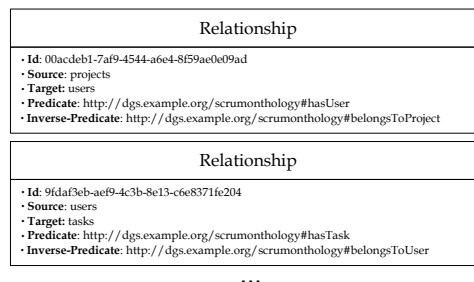 Relationship
· Id: 00acdeb1-7af9-4544-a6e4-8f59ae0e09ad
· Source: projects
· Target: users
· Predicate: http://dgs.example.org/scrumonthology#hasUser
· Inverse-Predicate: http://dgs.example.org/scrumonthology#belongsToProject
Relationship
· Id: 9fdaf3eb-aef9-4c3b-8e13-c6e8371fe204
· Source: users
· Target: tasks
· Predicate: http://dgs.example.org/scrumonthology#hasTask
· Inverse-Predicate: http://dgs.example.org/scrumonthology#belongsToUser
...